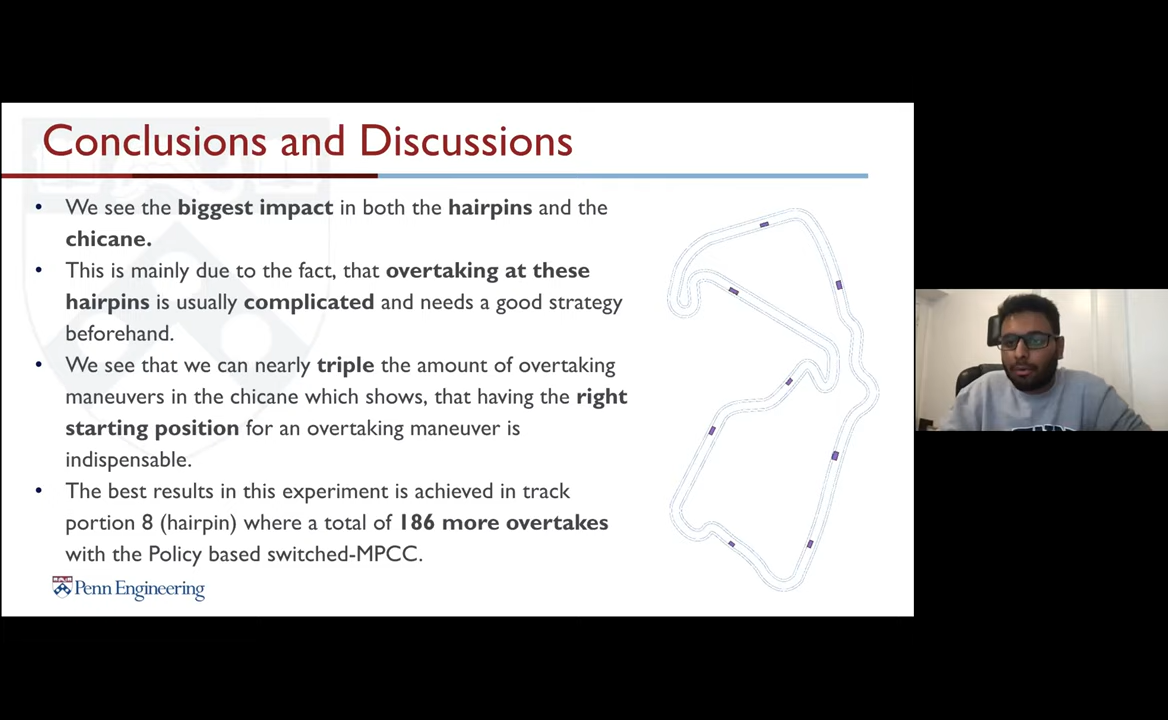 Conclusions and Discussions
• We see the biggest impact in both the hairpins and the
chicane.
• This is mainly due to the fact, that overtaking at these
hairpins is usually complicated and needs a good strategy
beforehand.
• We see that we can nearly triple the amount of overtaking
maneuvers in the chicane which shows, that having the right
starting position for an overtaking maneuver is
indispensable.
• The best results in this experiment is achieved in track
portion 8 (hairpin) where a total of 186 more overtakes
with the Policy based switched-MPCC.
Penn Engineering